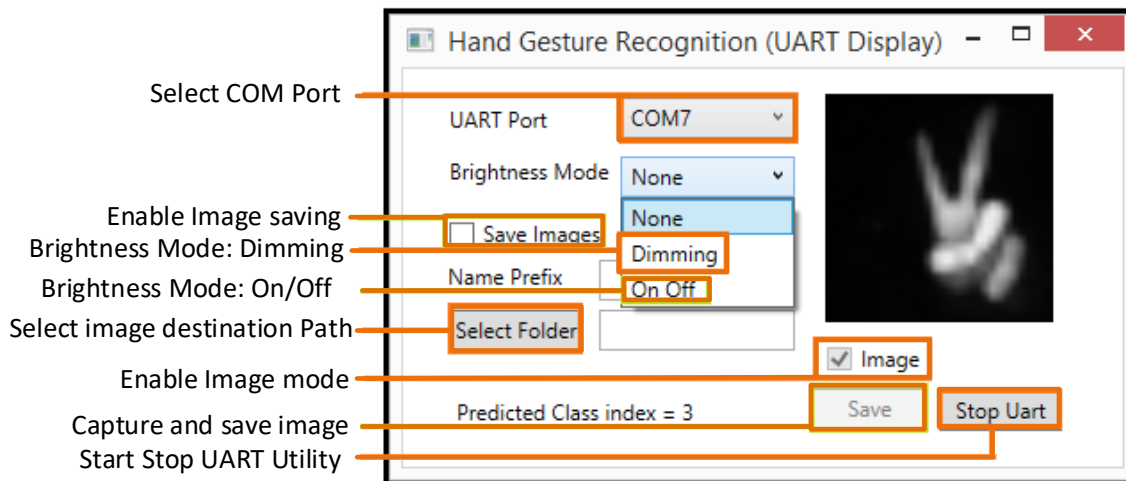 Hand Gesture Recognition (UART Display)
Select COM Port
UART Port
COM7
Brightness Mode
None
None
Enable Image saving
Save Images
Brightness Mode: Dimming
Dimming
Name Prefix
Brightness Mode: On/Off
On Off
Select image destination Path
Select Folder
Image
Enable Image mode
Predicted Class index = 3
Save
Stop Uart
Capture and save image
Start Stop UART Utility